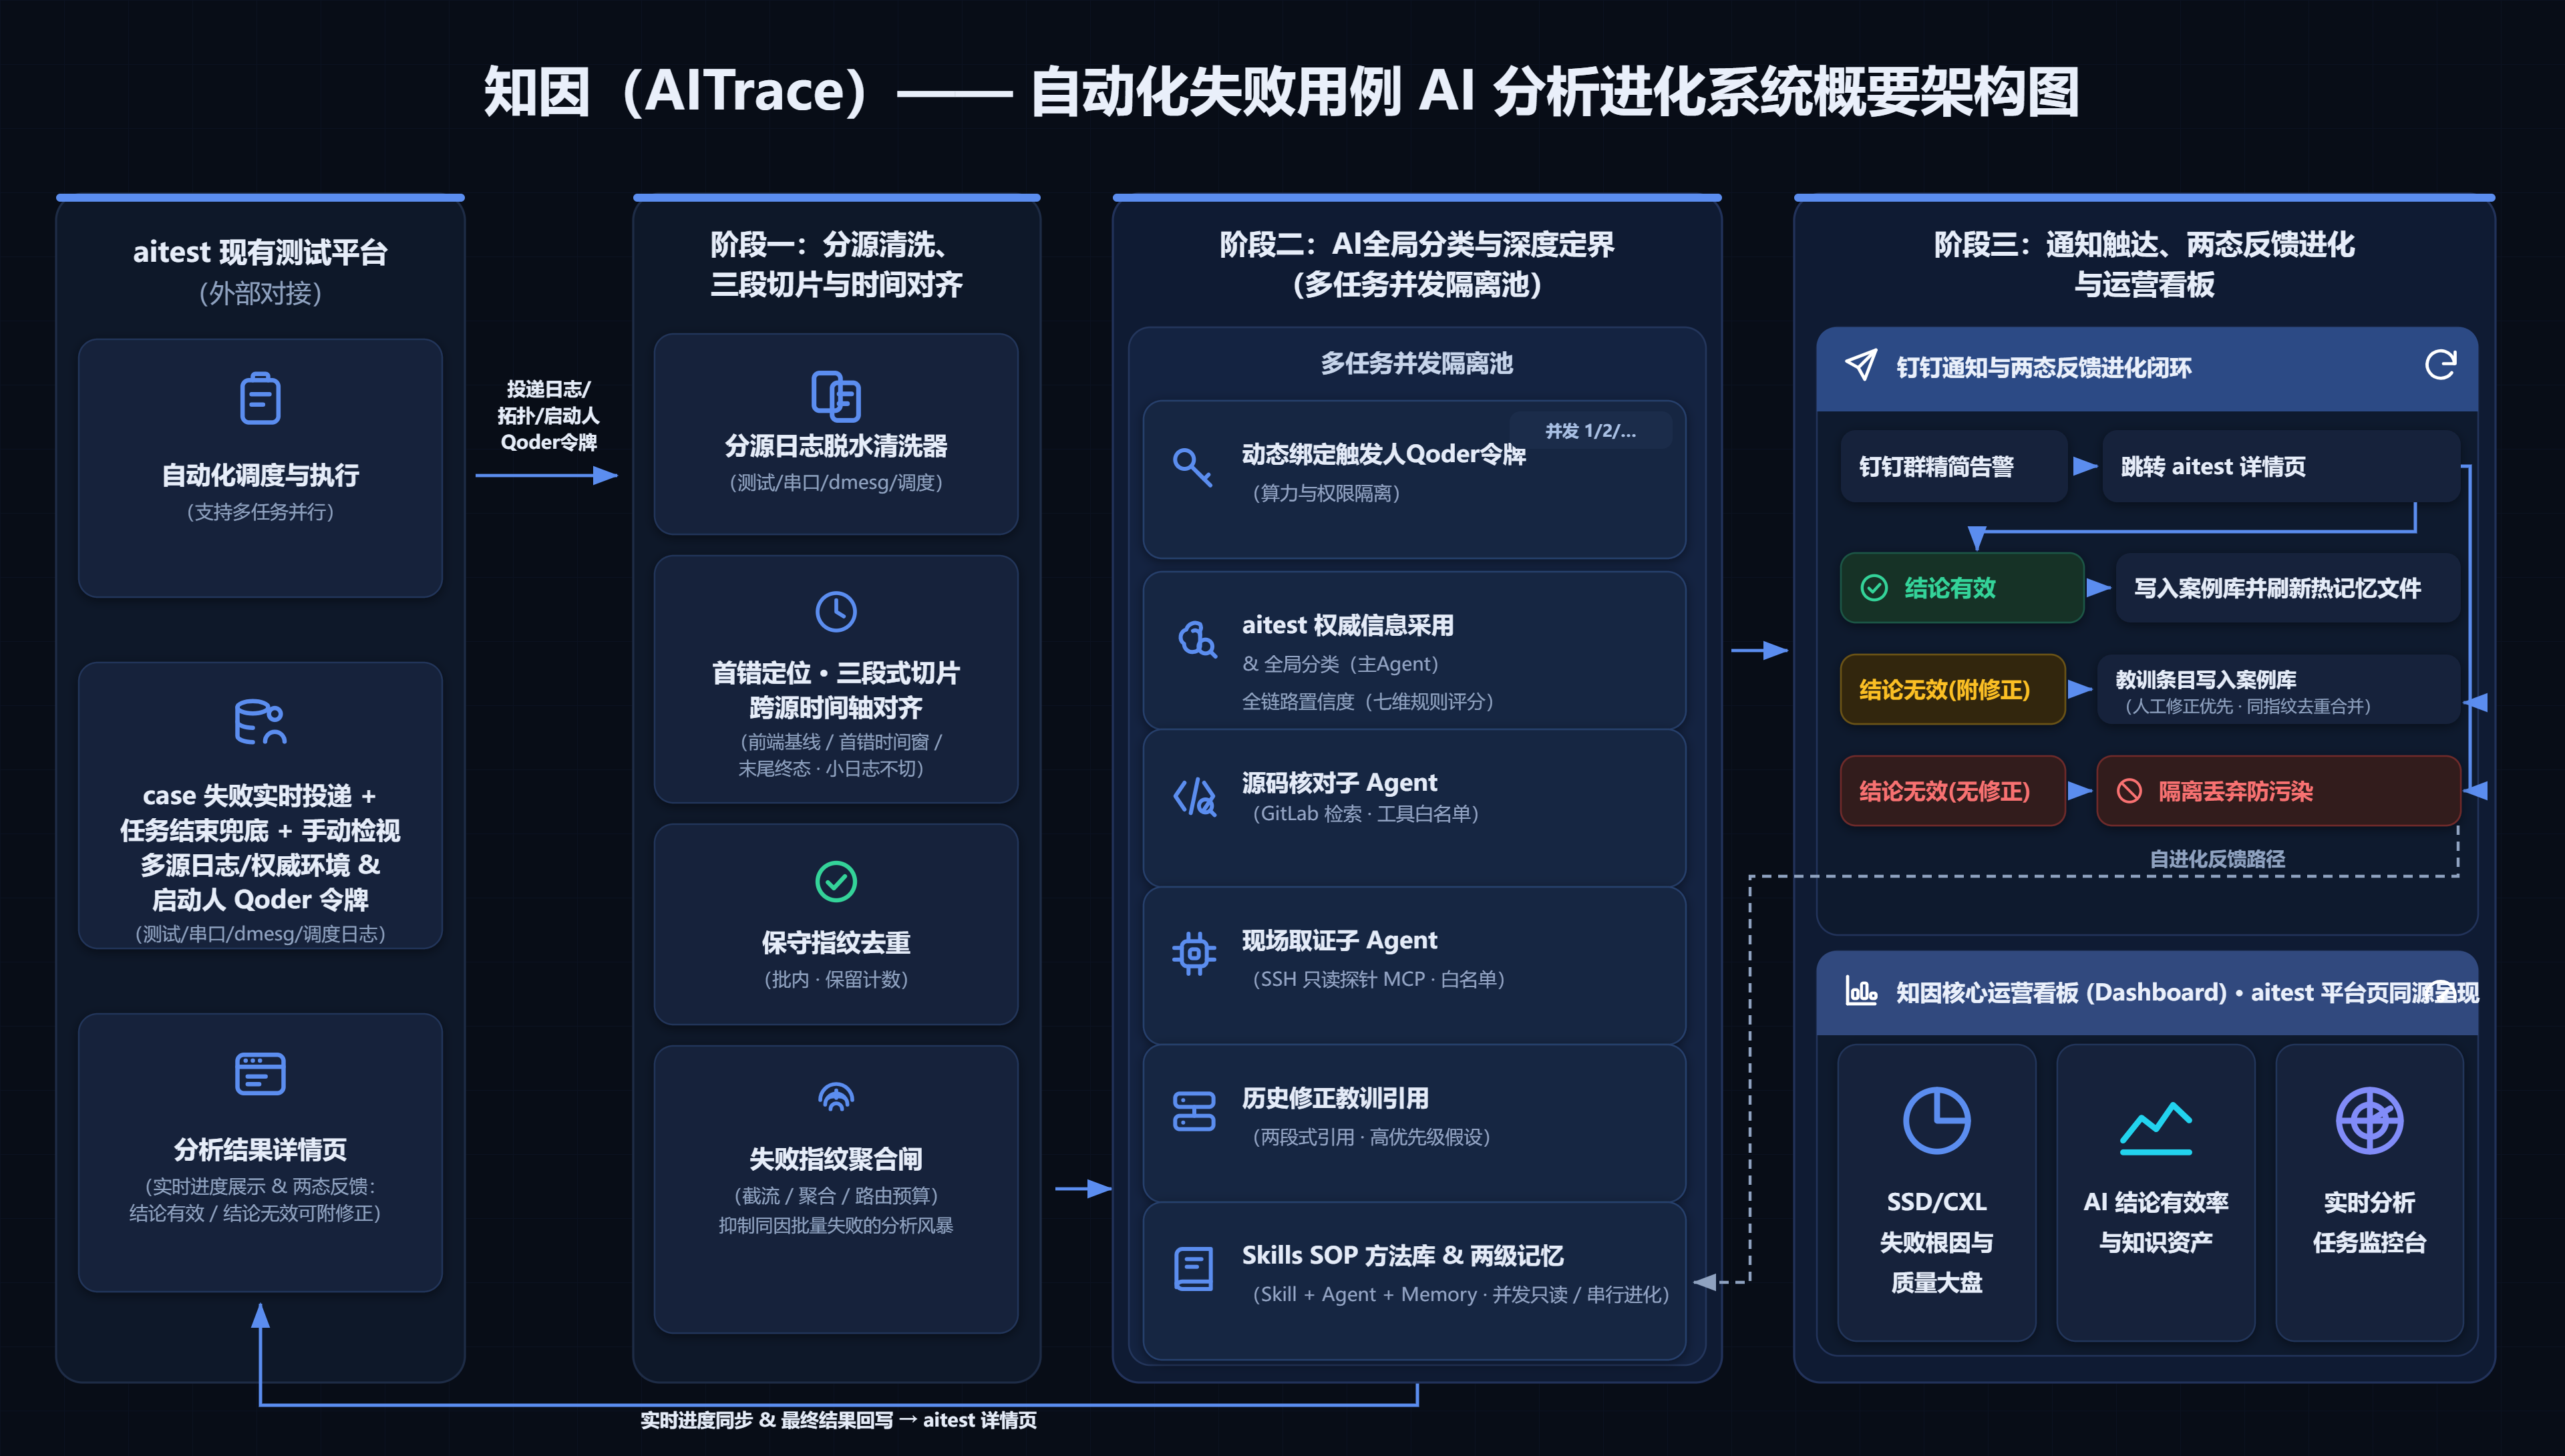 知因（AITrace）—— 自动化失败用例 AI 分析进化系统概要架构图
aitest 现有测试平台
（外部对接）
自动化调度与执行
（支持多任务并行）
case 失败实时投递 +
任务结束兜底 + 手动检视
多源日志/权威环境 &
启动人 Qoder 令牌
（测试/串口/dmesg/调度日志）
分析结果详情页
（实时进度展示 & 两态反馈：
结论有效 / 结论无效可附修正）
投递日志/
拓扑/启动人
Qoder令牌
阶段一：分源清洗、
三段切片与时间对齐
分源日志脱水清洗器
（测试/串口/dmesg/调度）
首错定位 • 三段式切片
跨源时间轴对齐
（前端基线 / 首错时间窗 /
末尾终态 · 小日志不切）
保守指纹去重
（批内 · 保留计数）
失败指纹聚合闸
（截流 / 聚合 / 路由预算）
抑制同因批量失败的分析风暴
阶段二：AI全局分类与深度定界
(多任务并发隔离池)
多任务并发隔离池
并发 1/2/...
动态绑定触发人Qoder令牌
（算力与权限隔离）
aitest 权威信息采用
& 全局分类（主Agent）
全链路置信度（七维规则评分）
源码核对子 Agent
（GitLab 检索 · 工具白名单）
现场取证子 Agent
（SSH 只读探针 MCP · 白名单）
历史修正教训引用
（两段式引用 · 高优先级假设）
Skills SOP 方法库 & 两级记忆
（Skill + Agent + Memory · 并发只读 / 串行进化）
阶段三：通知触达、两态反馈进化
与运营看板
钉钉通知与两态反馈进化闭环
钉钉群精简告警
跳转 aitest 详情页
结论有效
写入案例库并刷新热记忆文件
结论无效(附修正)
教训条目写入案例库
（人工修正优先 · 同指纹去重合并）
结论无效(无修正)
隔离丢弃防污染
自进化反馈路径
知因核心运营看板 (Dashboard) • aitest 平台页同源呈现
SSD/CXL
失败根因与
质量大盘
AI 结论有效率
与知识资产
实时分析
任务监控台
实时进度同步 & 最终结果回写 → aitest 详情页